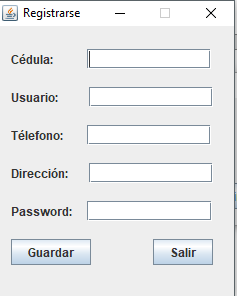 Registrarse
Cédula:
Usuario:
Télefono:
Dirección:
Password:
Guardar Salir